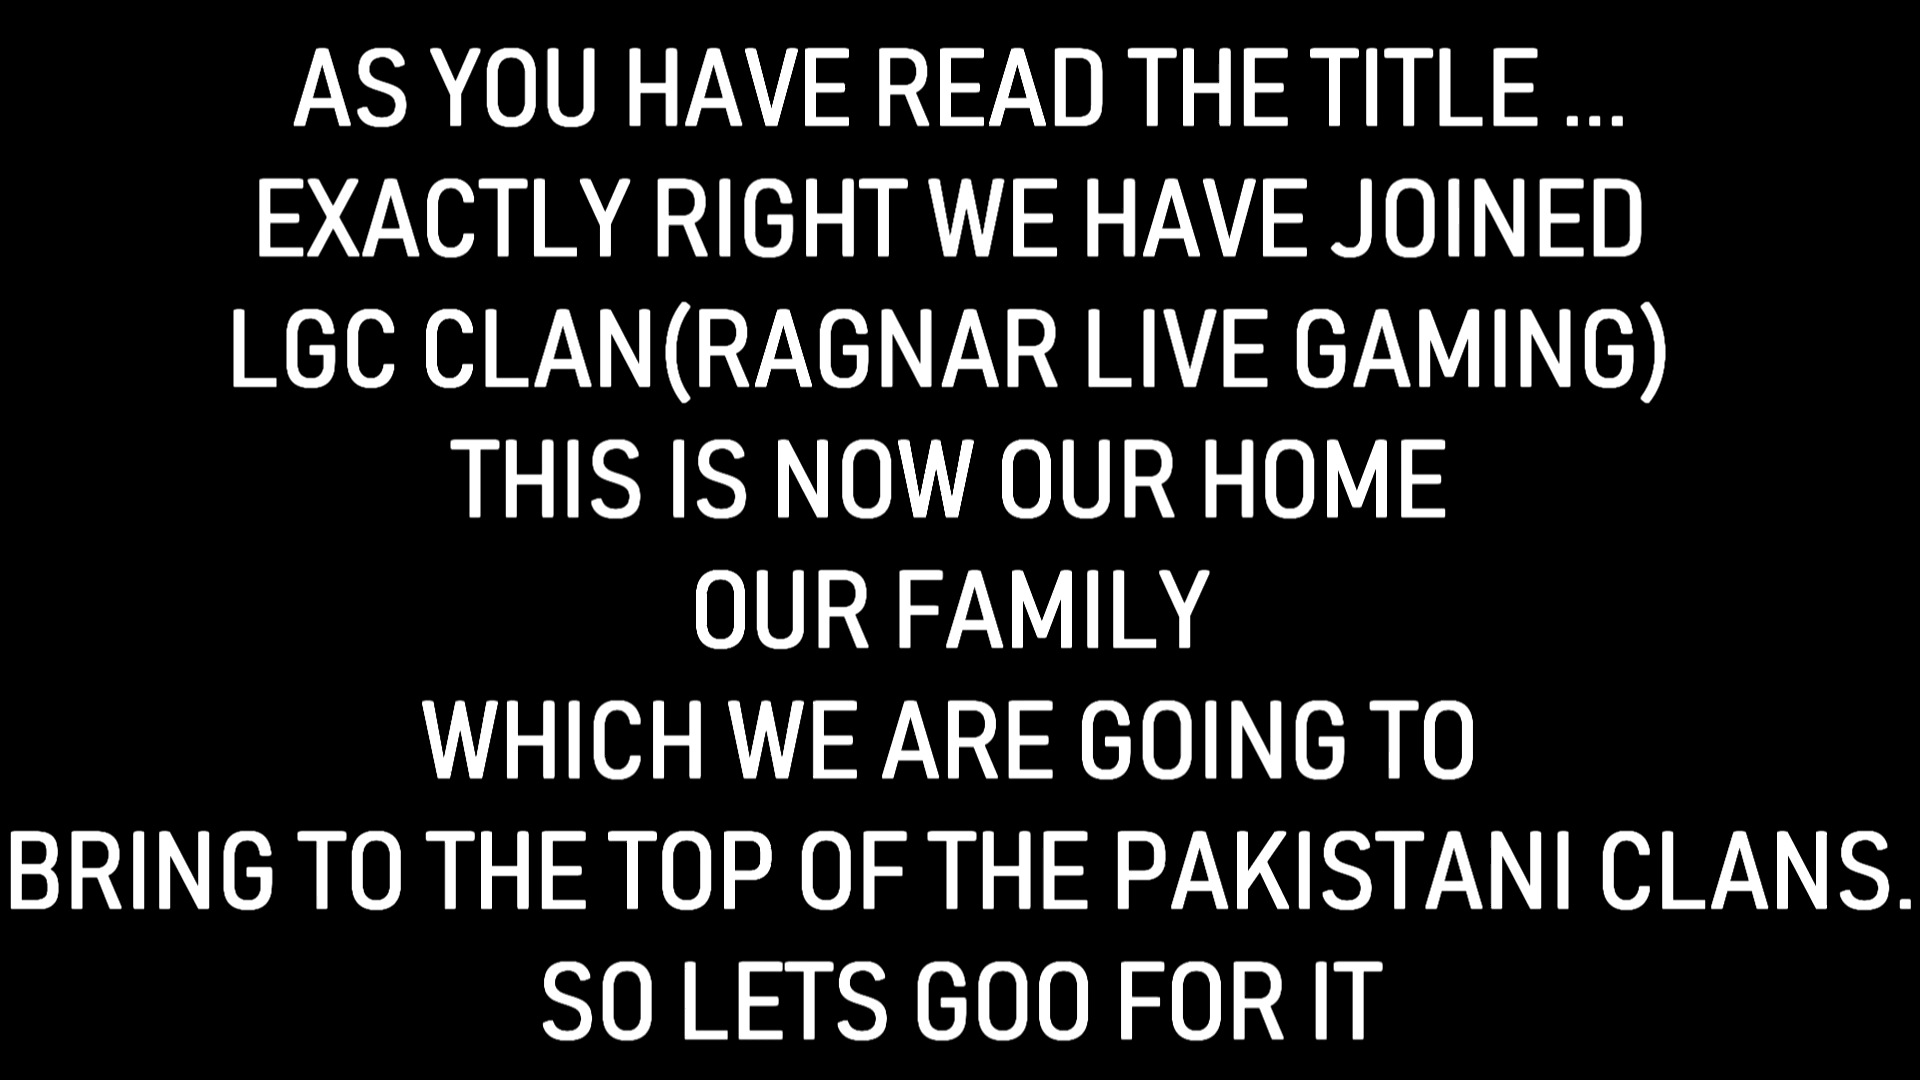 AS YOU HAVE READ THE TITLE ...
EXACTLY RIGHT WE HAVE JOINED
LGC CLAN(RAGNAR LIVE GAMING)
THIS IS NOW OUR HOME
OUR FAMILY
WHICH WE ARE GOING TO
BRING TO THE TOP OF THE PAKISTANI CLANS.
SO LETS GOO FOR IT